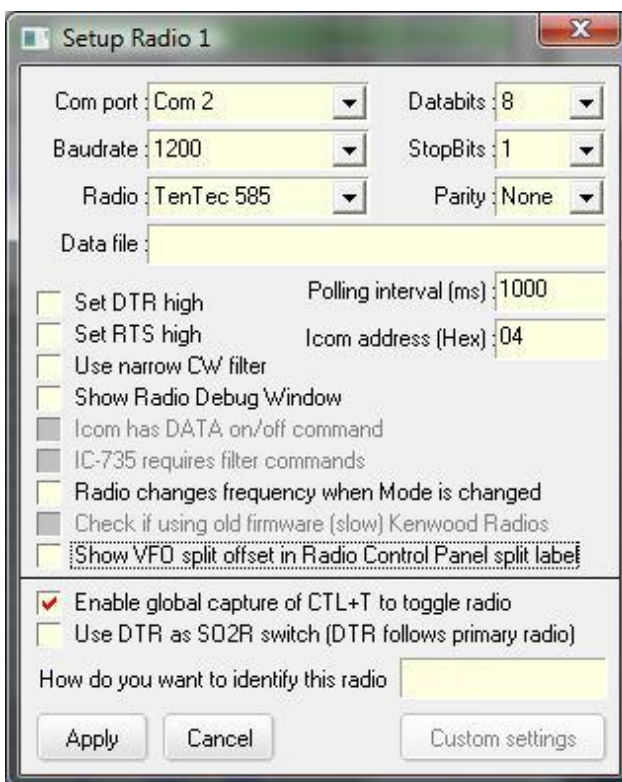 Setup Radio 1
Com port : Com 2 Databits : 8
Baudrate : 1200 StopBits : 1
Radio : TenTec 585 Parity : None
Data file :
Set DTR high Polling interval (ms) : 1000
Set RTS high Icom address (Hex) : 04
Use narrow CW filter
Show Radio Debug Window
Icom has DATA on/off command
IC-735 requires filter commands
Radio changes frequency when Mode is changed
Check if using old firmware (slow) Kenwood Radios
Show VFO split offset in Radio Control Panel split label
Enable global capture of CTL+T to toggle radio
Use DTR as SO2R switch (DTR follows primary radio)
How do you want to identify this radio
Apply Cancel Custom settings